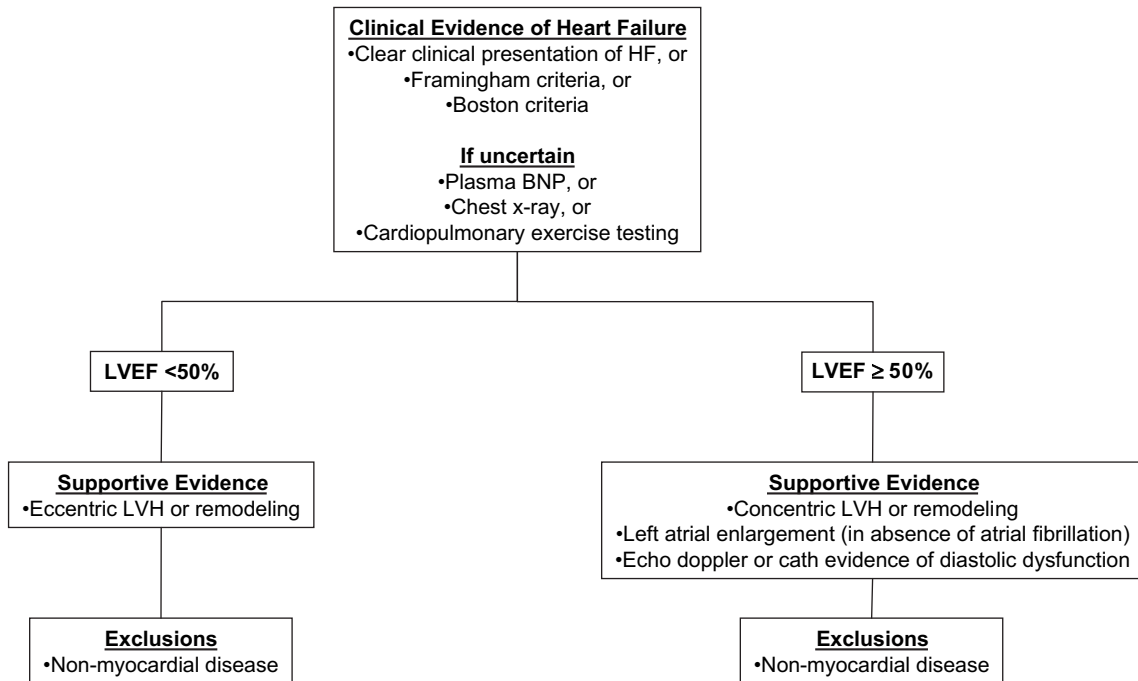 Clinical Evidence of Heart Failure
•Clear clinical presentation of HF, or
•Framingham criteria, or
•Boston criteria
If uncertain
•Plasma BNP, or
•Chest x-ray, or
•Cardiopulmonary exercise testing
LVEF <50%
LVEF ≥ 50%
Supportive Evidence
•Eccentric LVH or remodeling
Supportive Evidence
•Concentric LVH or remodeling
•Left atrial enlargement (in absence of atrial fibrillation)
•Echo doppler or cath evidence of diastolic dysfunction
Exclusions
•Non-myocardial disease
Exclusions
•Non-myocardial disease